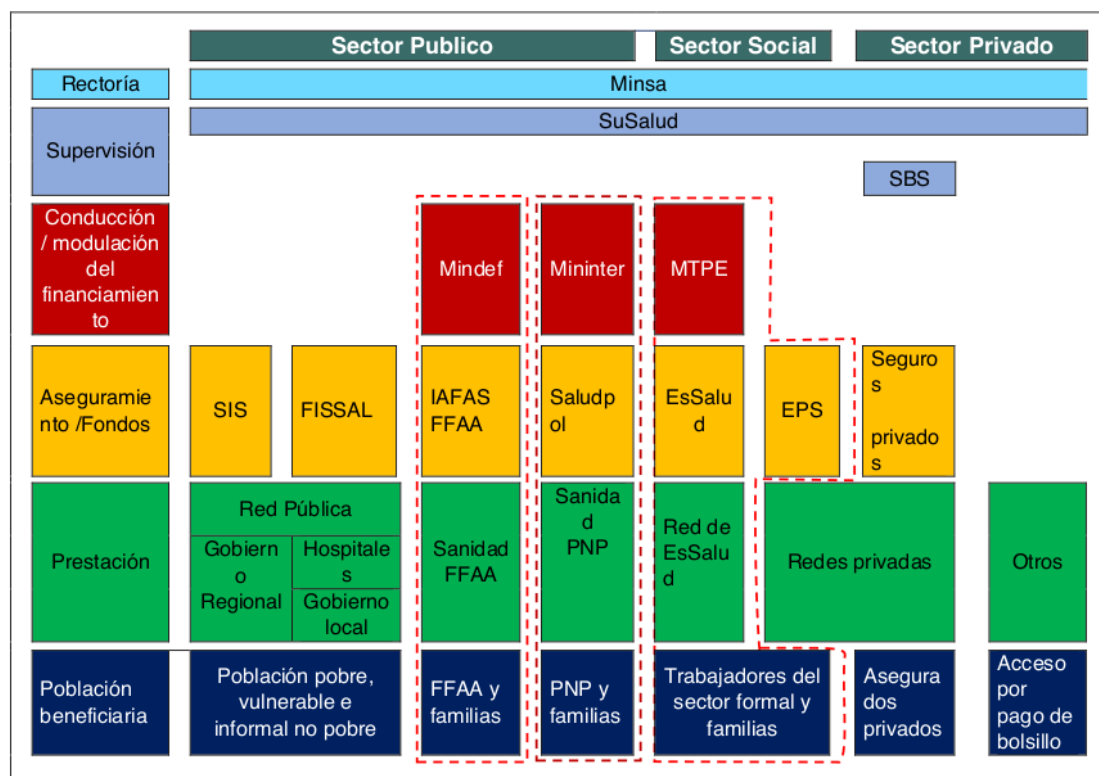 Sector Publico
Sector Social
Sector Privado
Rectoría
Minsa
Supervisión
SuSalud
SBS
Conducción
/ modulación
del
financiamie
nto
Mindef
Mininter
MTPE
Aseguramie
nto /Fondos
SIS
FISSAL
IAFAS
FFAA
Saludp
ol
EsSalu
d
EPS
Seguro
s
privado
s
Prestación
Red Pública
Gobiern
o
Regional
Hospitale
s
Gobierno
local
Sanidad
FFAA
Sanida
d
PNP
Red de
EsSalu
d
Redes privadas
Otros
Población
beneficiaria
Población pobre,
vulnerable e
informal no pobre
FFAA y
familias
PNP y
familias
Trabajadores del
sector formal y
familias
Asegura
dos
privados
Acceso
por
pago de
bolsillo